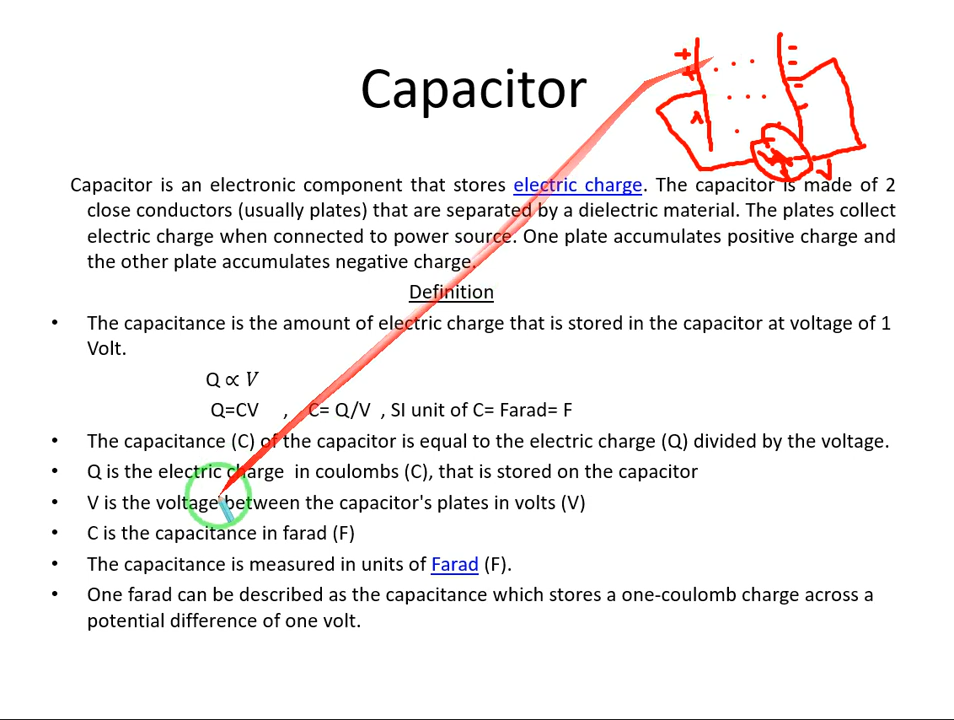 Capacitor
Capacitor is an electronic component that stores electric charge. The capacitor is made of 2
close conductors (usually plates) that are separated by a dielectric material. The plates collect
electric charge when connected to power source. One plate accumulates positive charge and
the other plate accumulates negative charge.
Definition
• The capacitance is the amount of electric charge that is stored in the capacitor at voltage of 1
Volt.
Q ∝ V
Q=CV , C= Q/V , SI unit of C= Farad= F
• The capacitance (C) of the capacitor is equal to the electric charge (Q) divided by the voltage.
• Q is the electric charge in coulombs (C), that is stored on the capacitor
• V is the voltage between the capacitor's plates in volts (V)
• C is the capacitance in farad (F)
• The capacitance is measured in units of Farad (F).
• One farad can be described as the capacitance which stores a one-coulomb charge across a
potential difference of one volt.